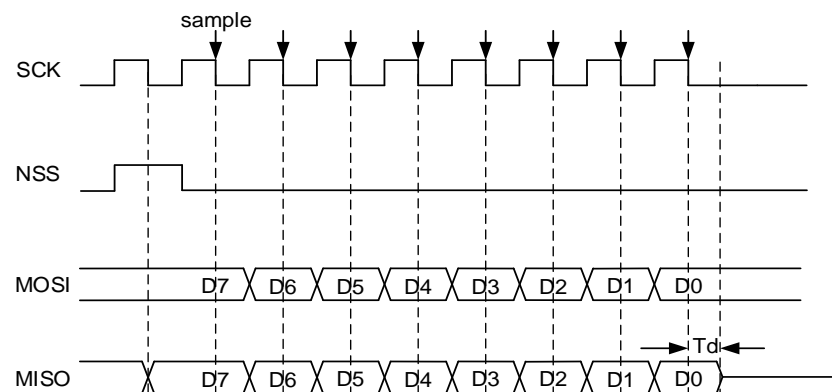 sample
SCK
NSS
MOSI D7 D6 D5 D4 D3 D2 D1 D0
Td
MISO D7 D6 D5 D4 D3 D2 D1 D0